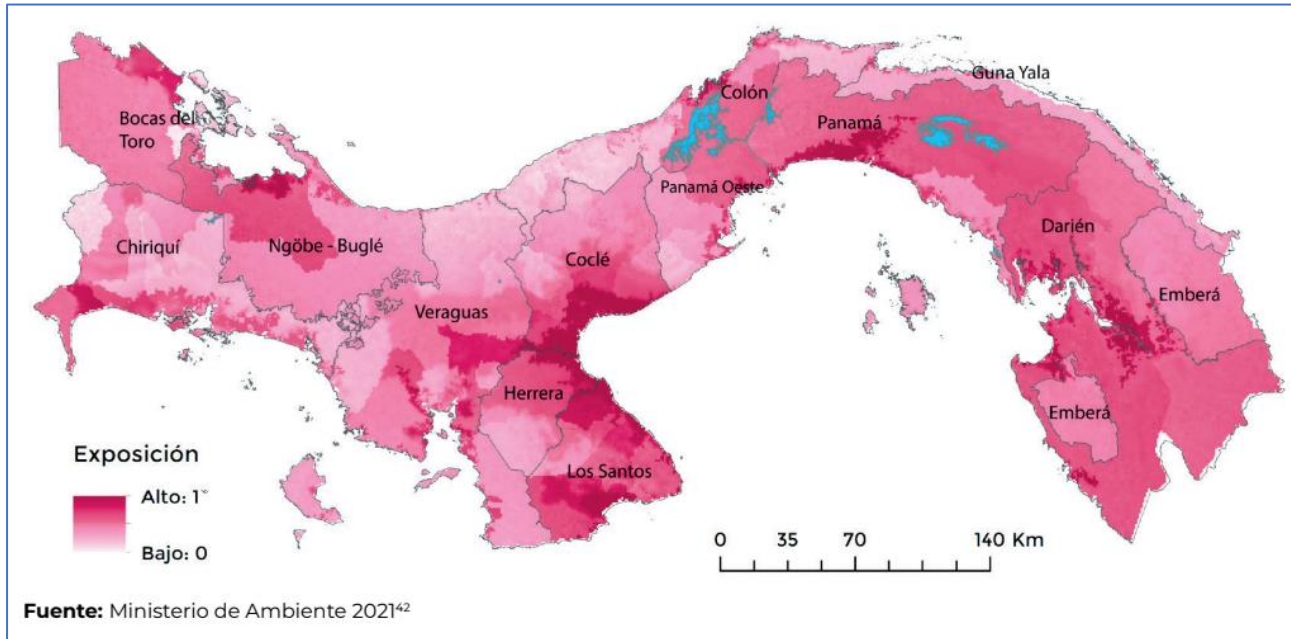 Guna Yala
Colón
Bocas del
Toro
Panamá
Panamá Oeste
Darién
Chiriquí
Ngöbe - Buglé
Coclé
Emberá
Veraguas
Herrera
Emberá
Los Santos
Exposición
Alto: 1
Bajo: 0
0 35 70 140 Km
Fuente: Ministerio de Ambiente 2021⁴²